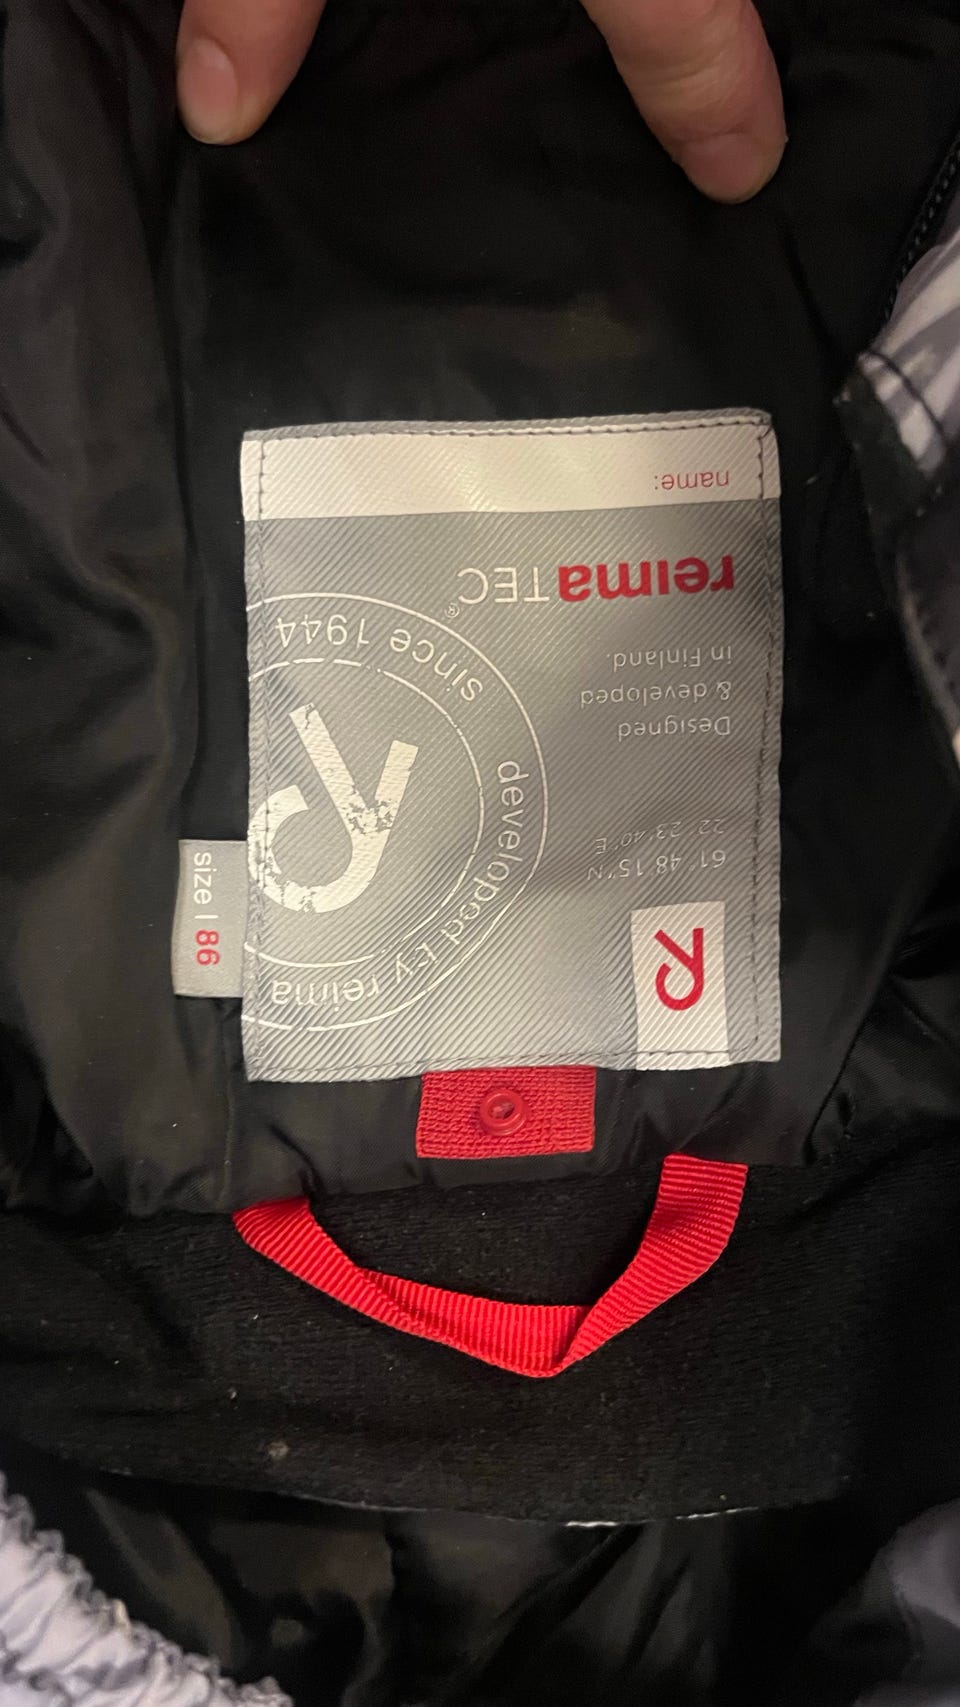 R
61° 48' 15" N
22° 23' 40" E
Designed
& developed
in Finland.
reimaTEC®
name:
reima
developed by
since 1944
size | 86